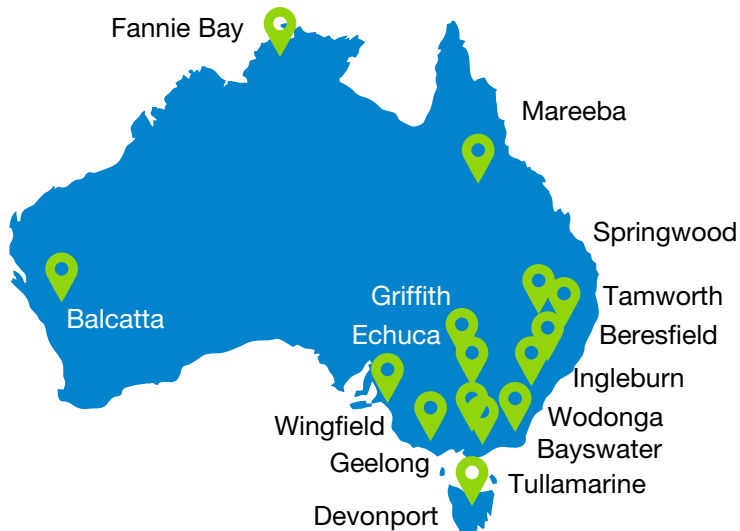 Fannie Bay
Mareeba
Springwood
Tamworth
Griffith
Beresfield
Echuca
Balcatta
Ingleburn
Wodonga
Wingfield
Bayswater
Geelong
Tullamarine
Devonport